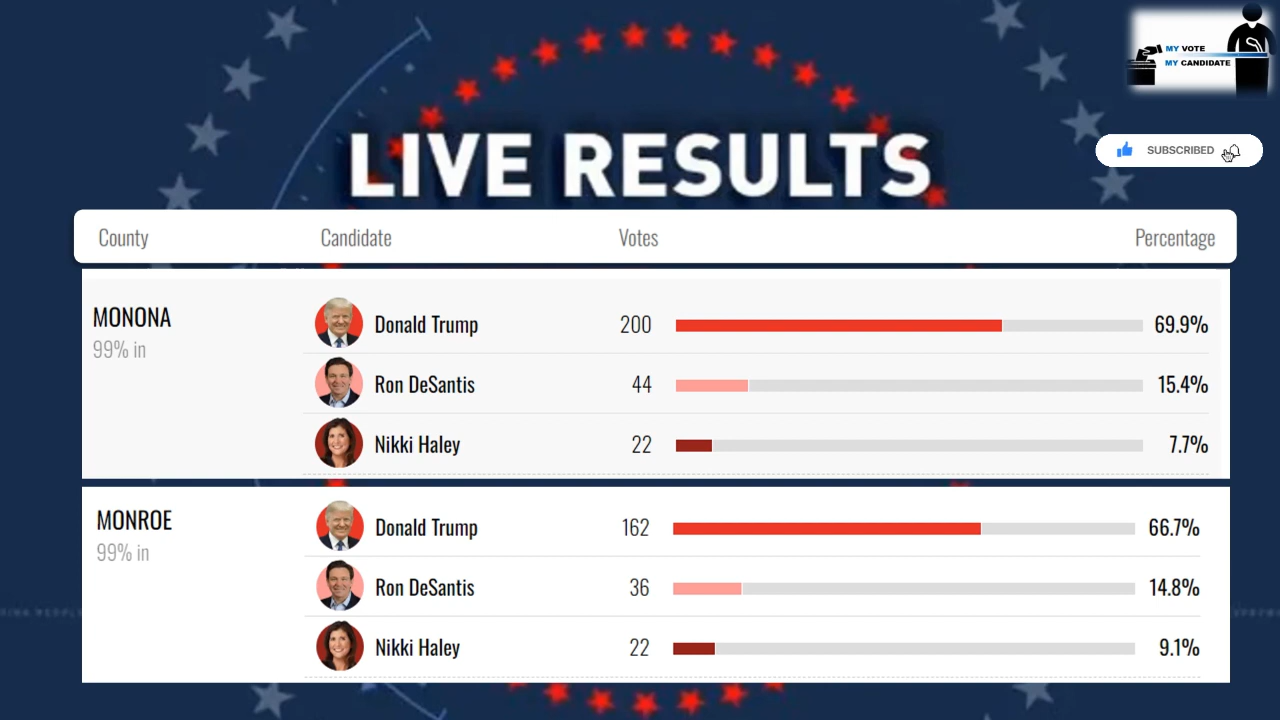 MY VOTE
MY CANDIDATE
SUBSCRIBED
LIVE RESULTS
County Candidate Votes Percentage
MONONA
99% in
Donald Trump 200 69.9%
Ron DeSantis 44 15.4%
Nikki Haley 22 7.7%
MONROE
99% in
Donald Trump 162 66.7%
Ron DeSantis 36 14.8%
Nikki Haley 22 9.1%